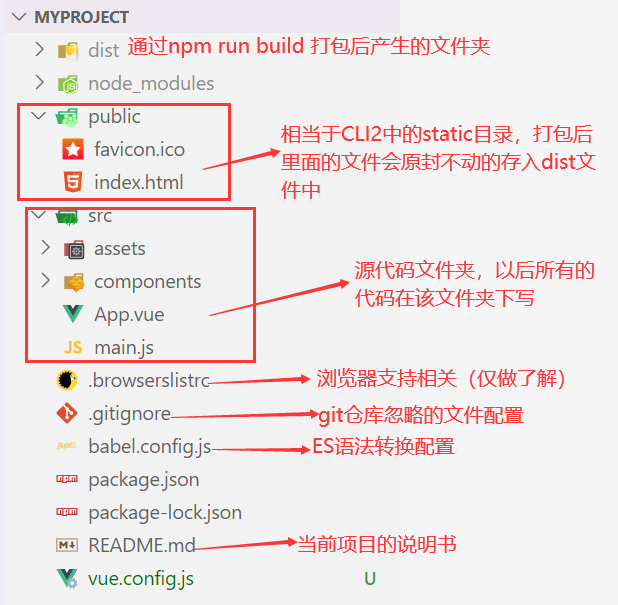 MYPROJECT
dist 通过npm run build 打包后产生的文件夹
node_modules
public
favicon.ico
index.html
相当于CLI2中的static目录，打包后
里面的文件会原封不动的存入dist文
件中
src
assets
components
App.vue
JS main.js
源代码文件夹，以后所有的
代码在该文件夹下写
.browserslistrc 浏览器支持相关（仅做了解）
.gitignore git仓库忽略的文件配置
BABEL babel.config.js ES语法转换配置
npm package.json
npm package-lock.json
M README.md 当前项目的说明书
vue.config.js U